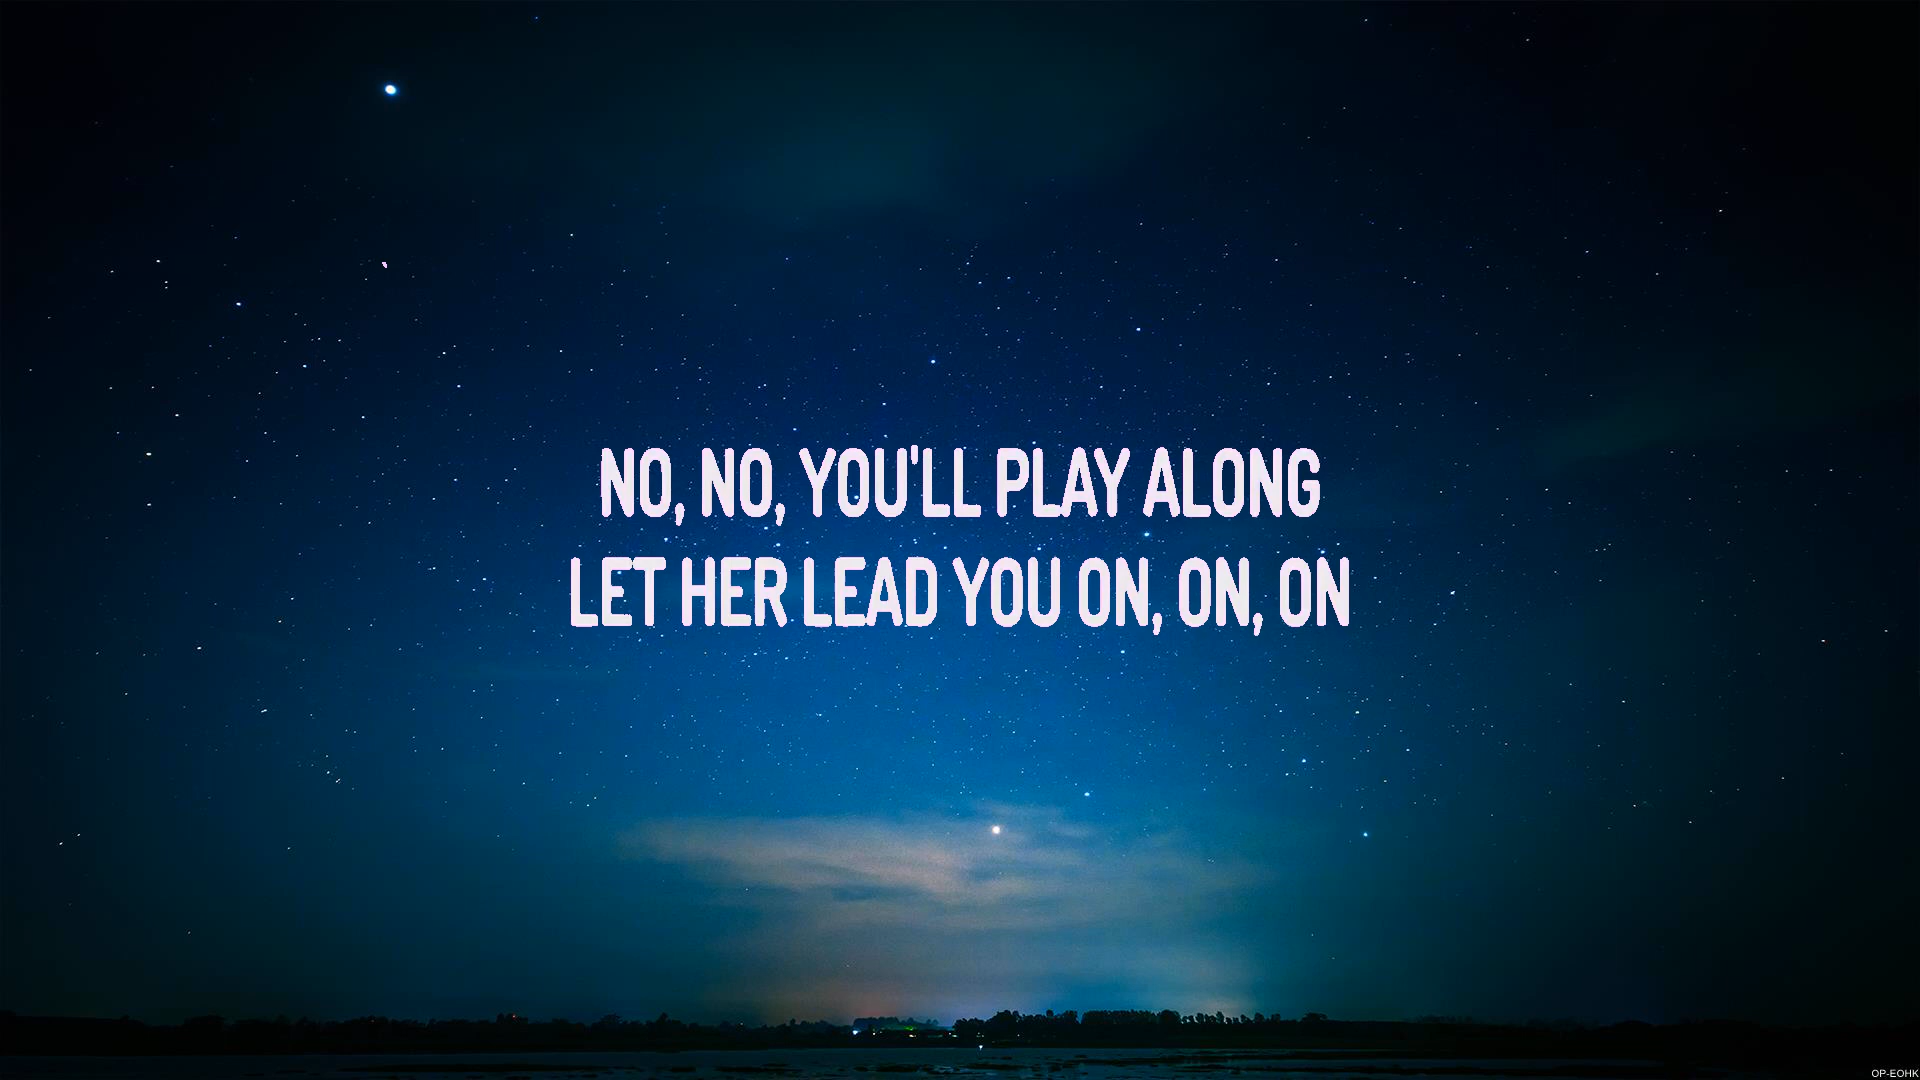 NO, NO, YOU'LL PLAY ALONG
LET HER LEAD YOU ON, ON, ON
OP-EOHK